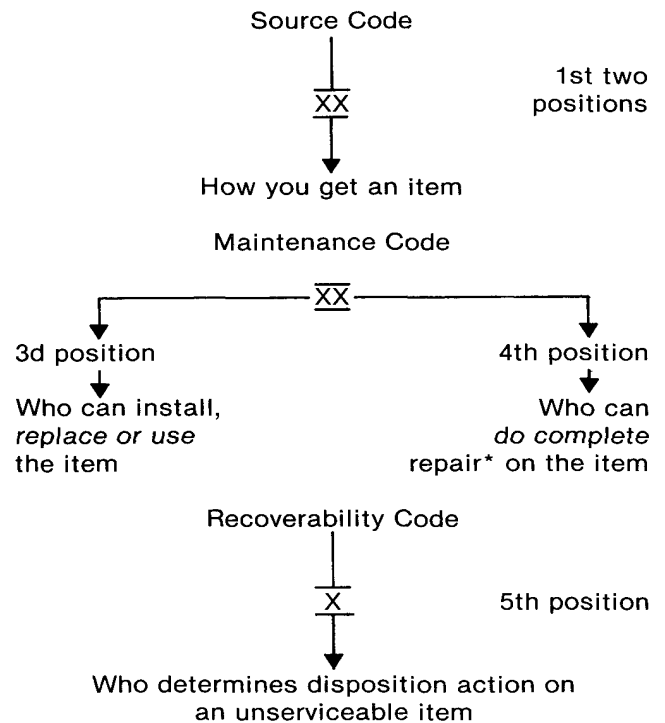 Source Code
1st two
positions
XX
How you get an item
Maintenance Code
XX
3d position
4th position
Who can install,
replace or use
the item
Who can
do complete
repair* on the item
Recoverability Code
X
5th position
Who determines disposition action on
an unserviceable item